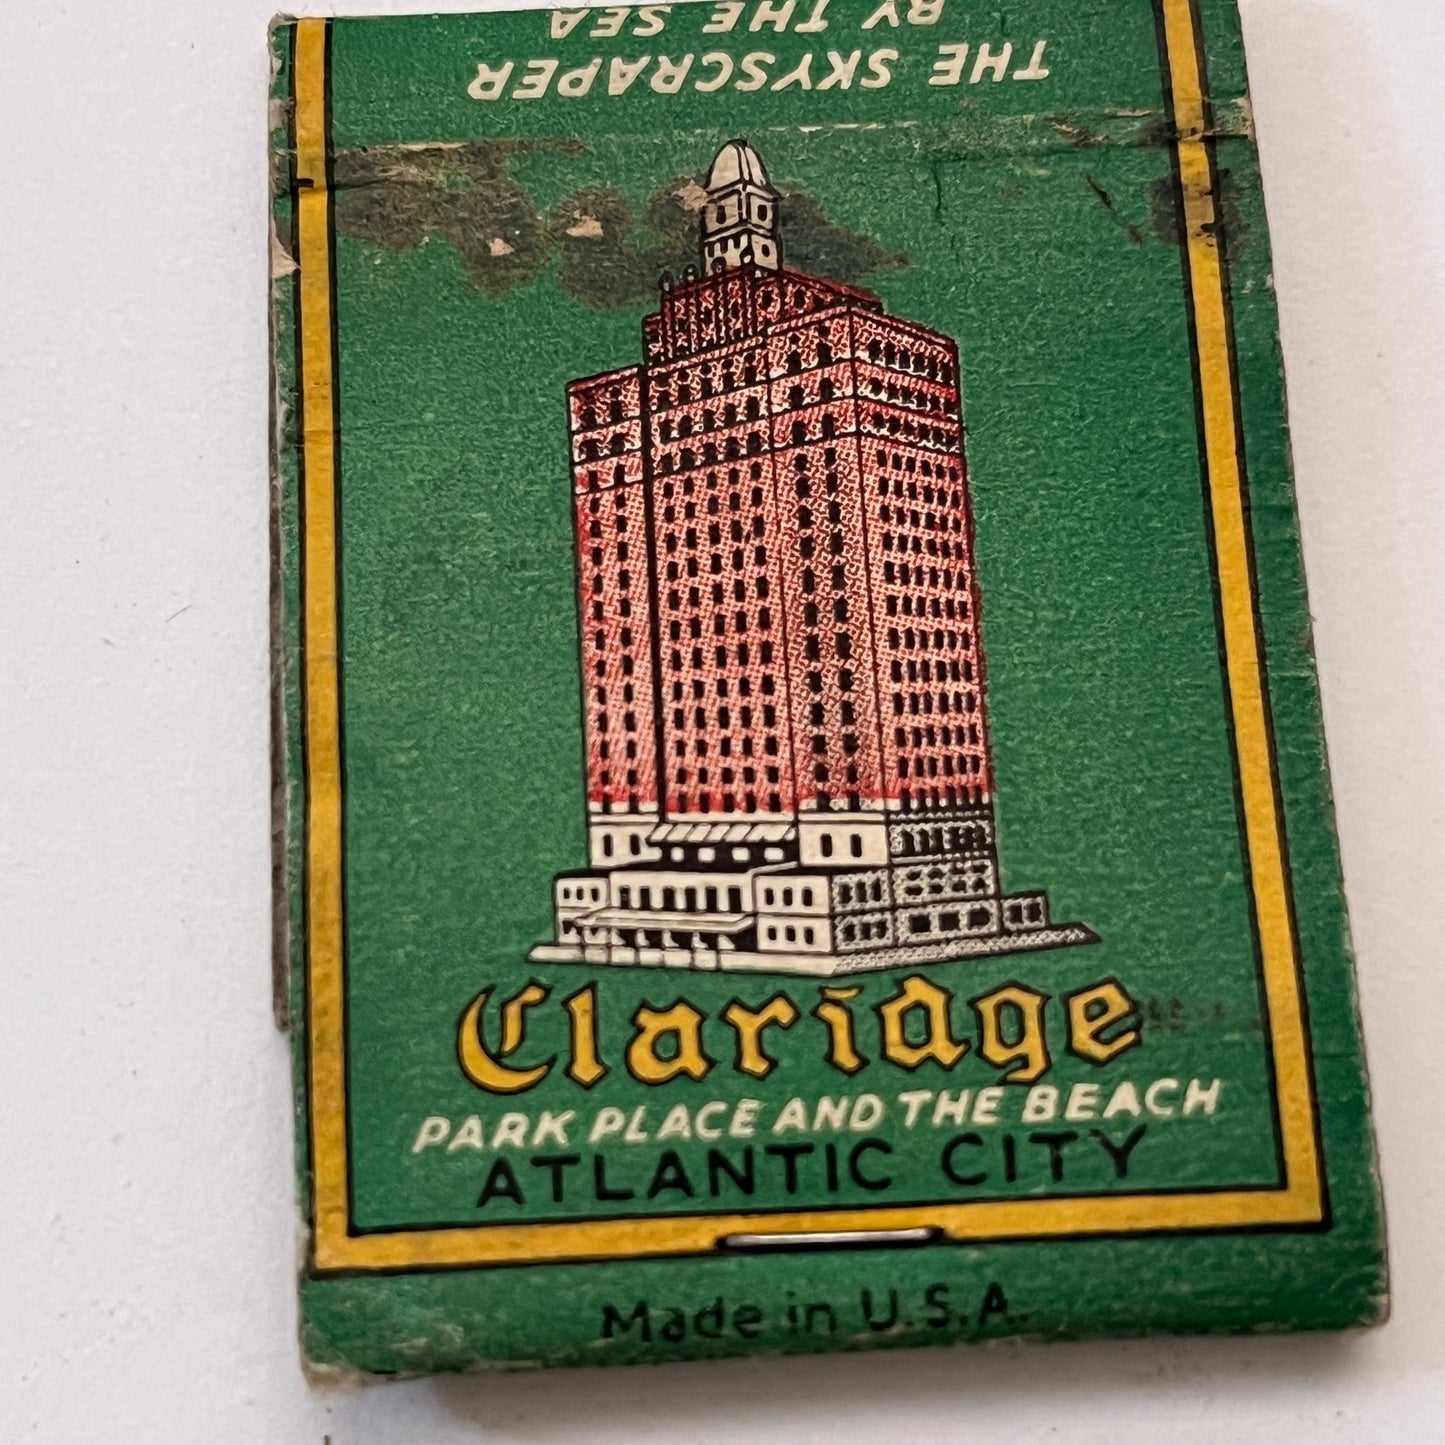 THE SKYSCRAPER
BY THE SEA
Claridge
PARK PLACE AND THE BEACH
ATLANTIC CITY
Made in U.S.A.